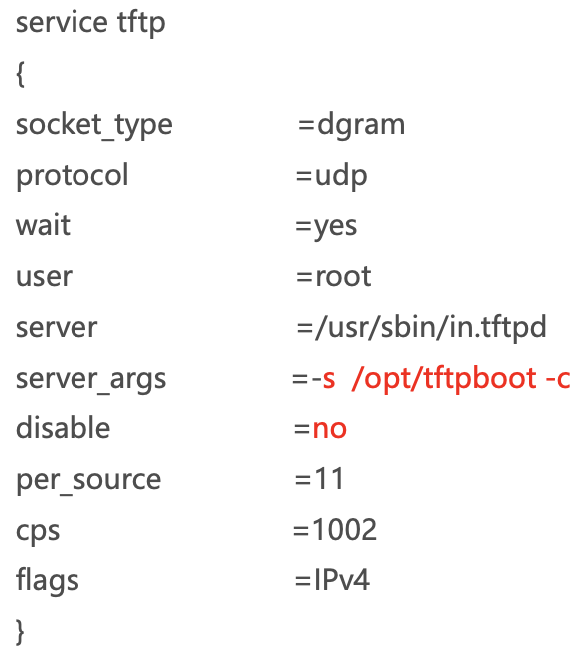 service tftp
{
socket_type =dgram
protocol =udp
wait =yes
user =root
server =/usr/sbin/in.tftpd
server_args =-s /opt/tftpboot -c
disable =no
per_source =11
cps =1002
flags =IPv4
}